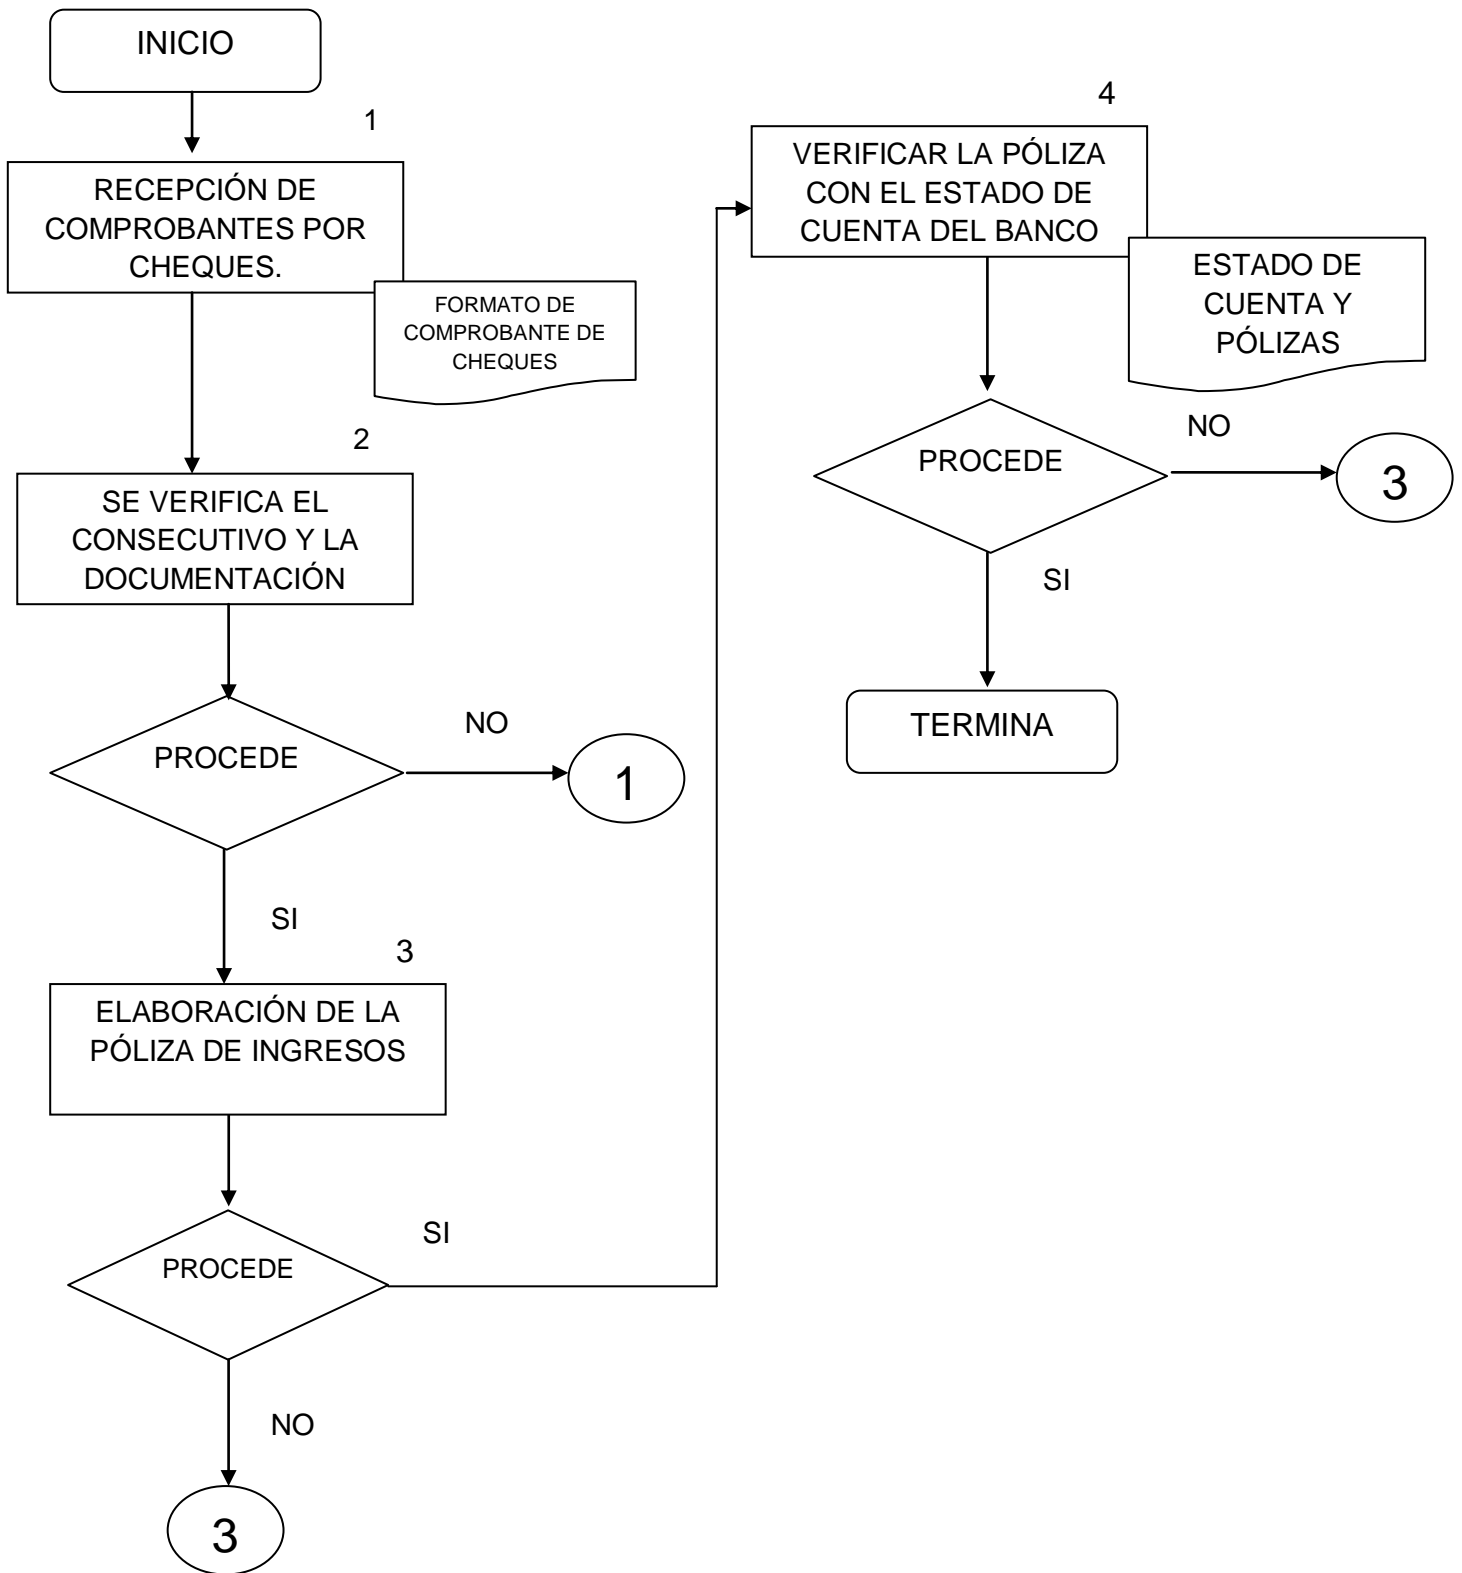 INICIO
1
RECEPCIÓN DE
COMPROBANTES POR
CHEQUES.
FORMATO DE
COMPROBANTE DE
CHEQUES
2
SE VERIFICA EL
CONSECUTIVO Y LA
DOCUMENTACIÓN
PROCEDE
NO
1
SI
3
ELABORACIÓN DE LA
PÓLIZA DE INGRESOS
PROCEDE
SI
NO
3
4
VERIFICAR LA PÓLIZA
CON EL ESTADO DE
CUENTA DEL BANCO
ESTADO DE
CUENTA Y
PÓLIZAS
PROCEDE
NO
3
SI
TERMINA